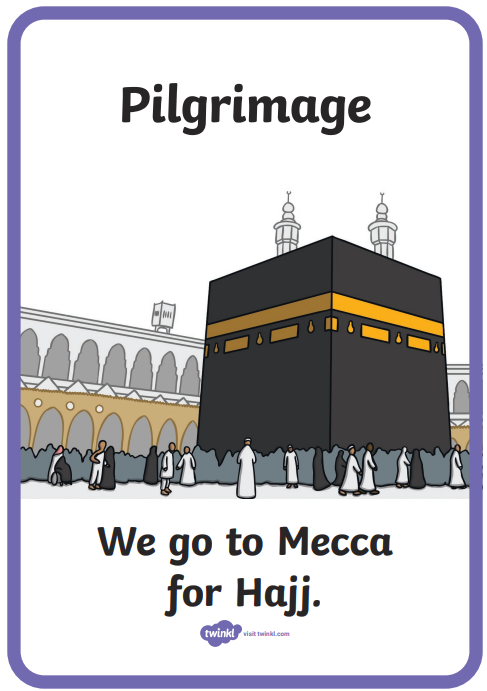 Pilgrimage
We go to Mecca
for Hajj.
twinkl visit twinkl.com